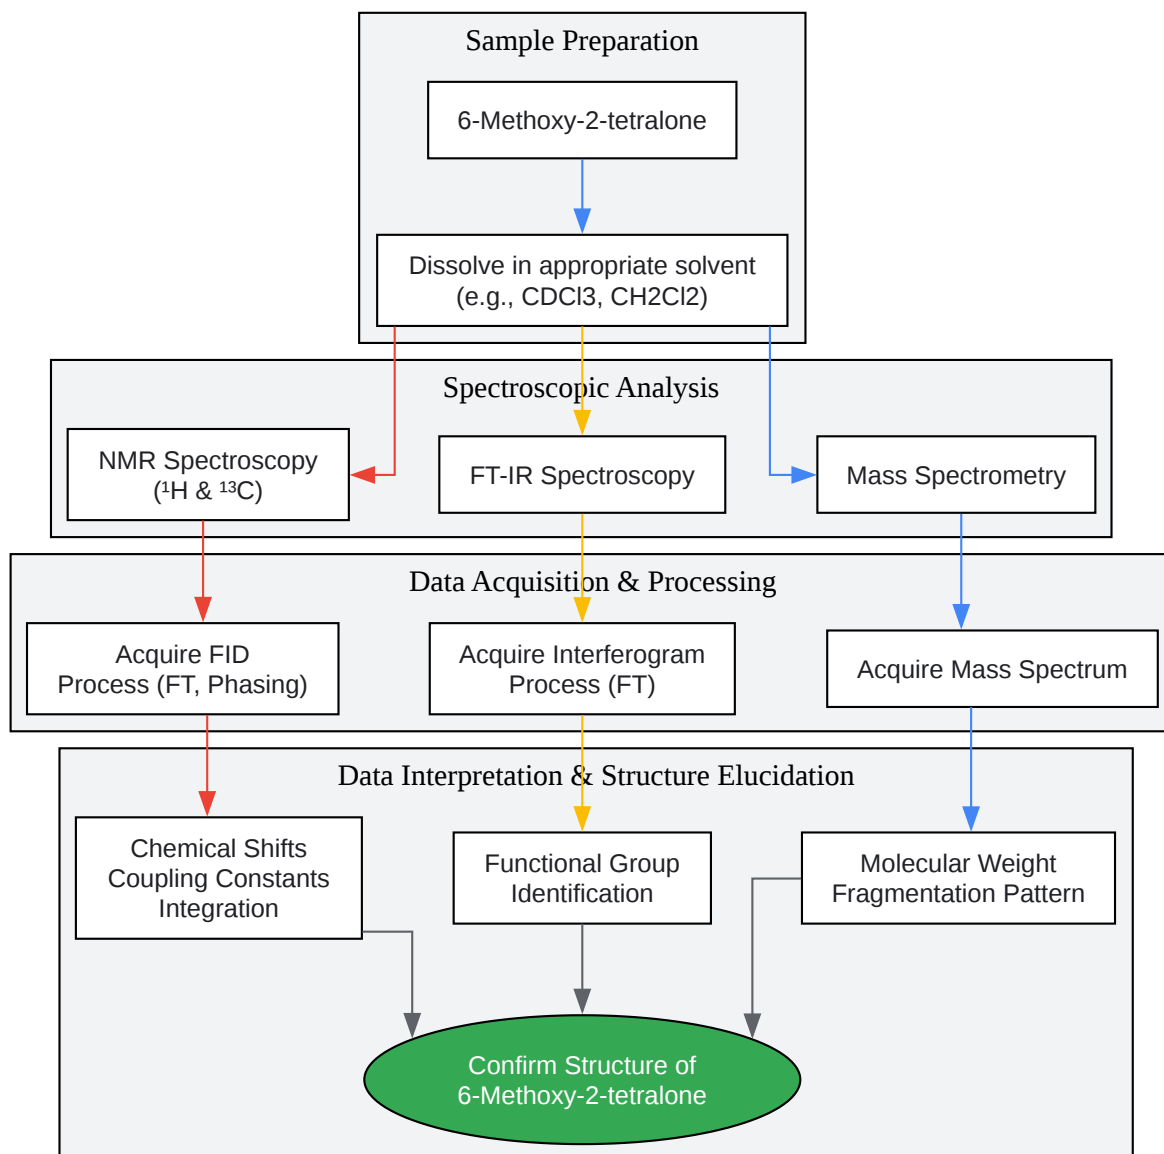 Sample Preparation
6-Methoxy-2-tetralone
Dissolve in appropriate solvent
(e.g., CDCl3, CH2Cl2)
Spectroscopic Analysis
NMR Spectroscopy
(¹H & ¹³C)
FT-IR Spectroscopy
Mass Spectrometry
Data Acquisition & Processing
Acquire FID
Process (FT, Phasing)
Acquire Interferogram
Process (FT)
Acquire Mass Spectrum
Data Interpretation & Structure Elucidation
Chemical Shifts
Coupling Constants
Integration
Functional Group
Identification
Molecular Weight
Fragmentation Pattern
Confirm Structure of
6-Methoxy-2-tetralone